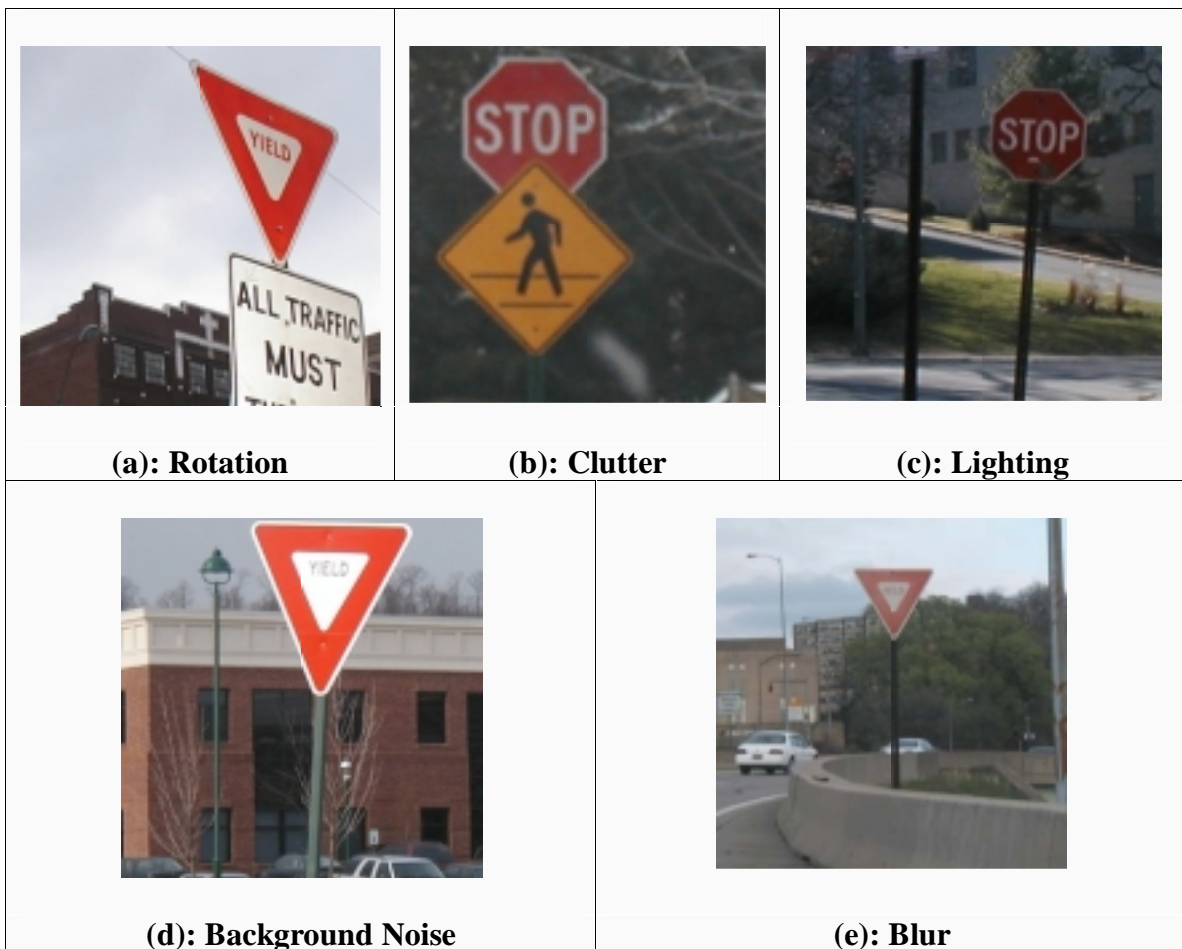 YIELD
ALL TRAFFIC
MUST
STOP
STOP
(a): Rotation
(b): Clutter
(c): Lighting
YIELD
(d): Background Noise
(e): Blur